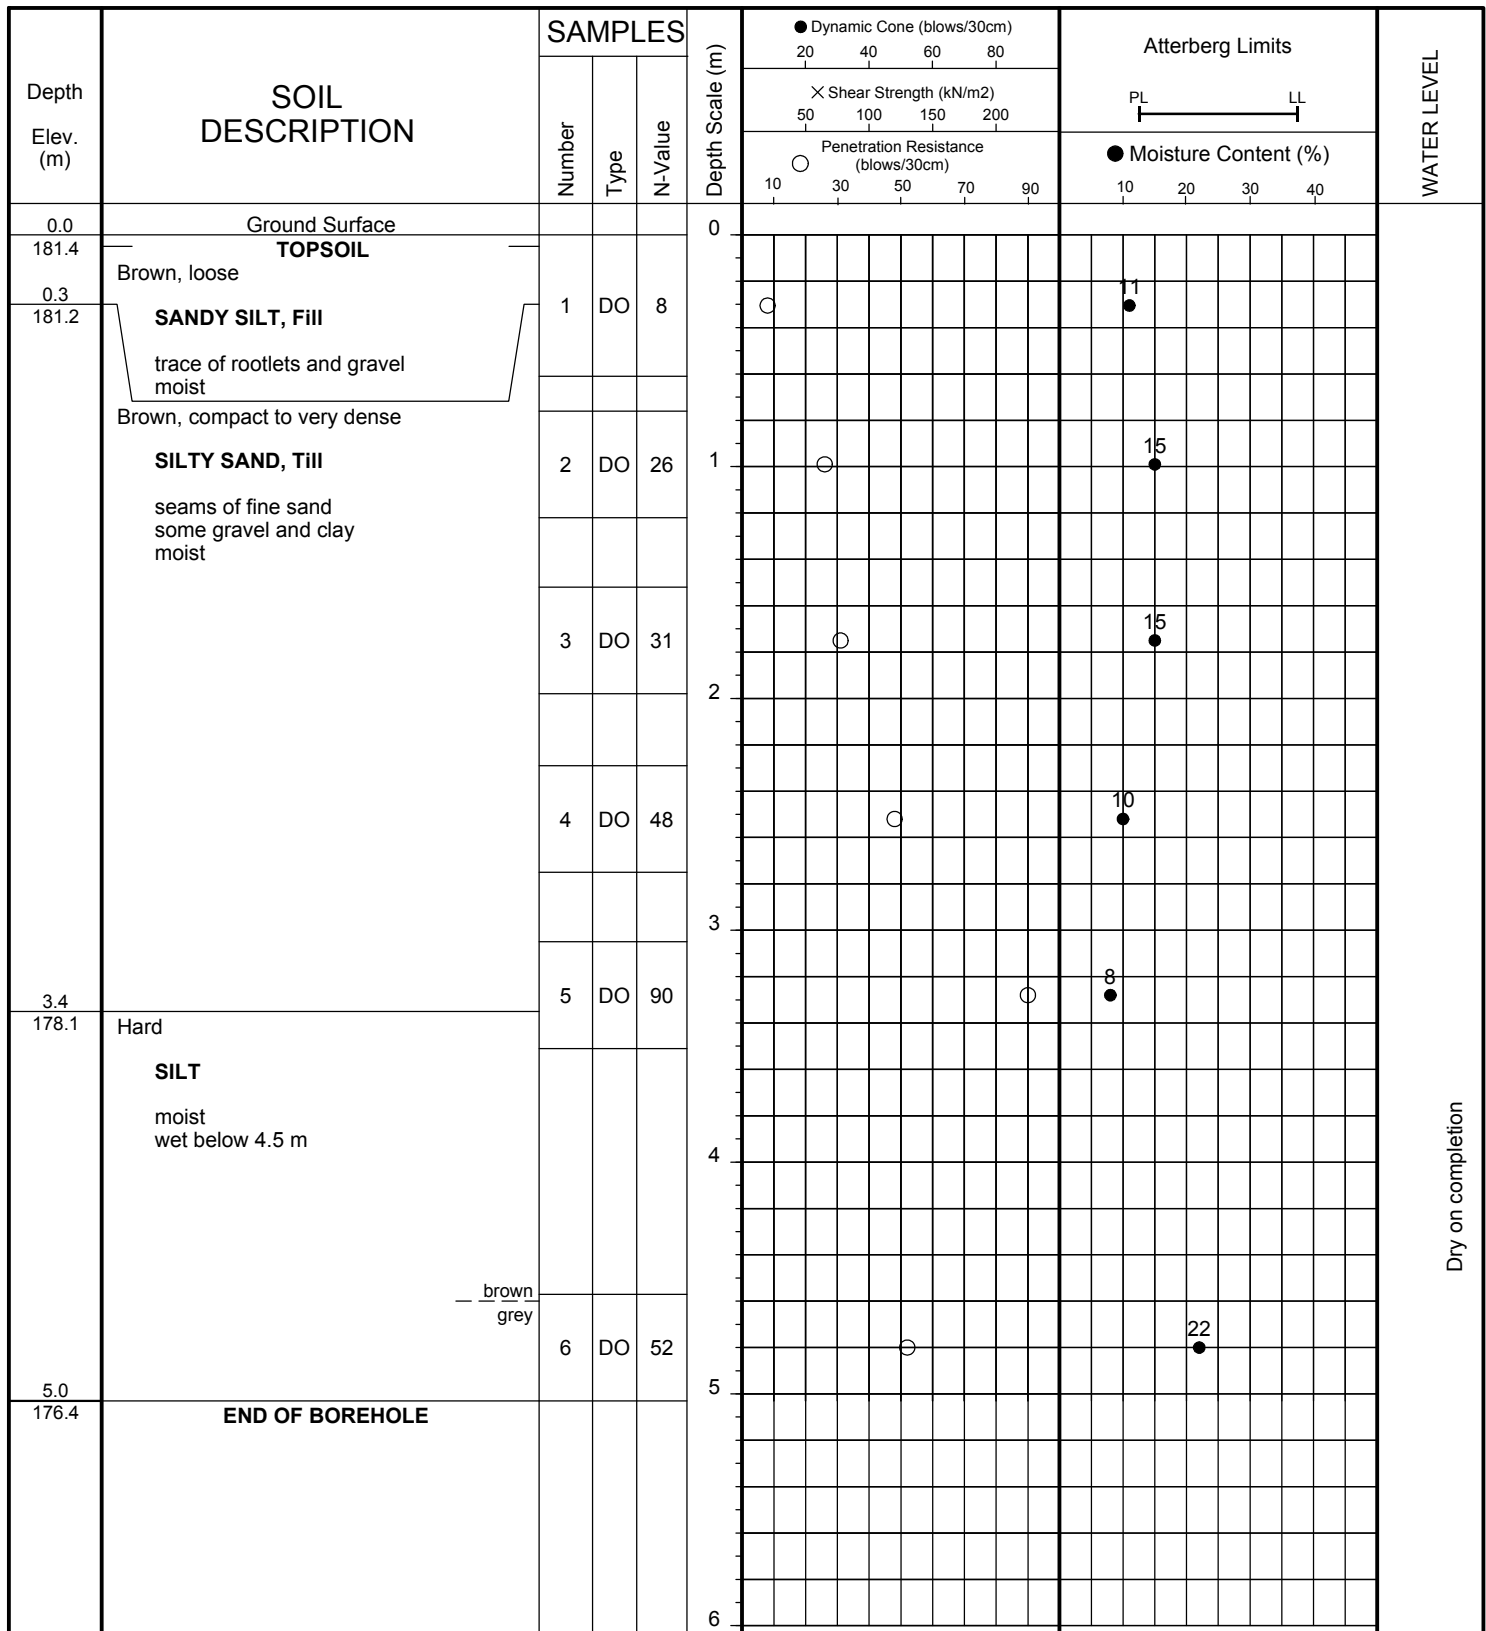 Depth
Elev.
(m)
SOIL
DESCRIPTION
SAMPLES
Number
Type
N-Value
Depth Scale (m)
Dynamic Cone (blows/30cm)
20 40 60 80
Shear Strength (kN/m2)
50 100 150 200
Penetration Resistance
(blows/30cm)
10 30 50 70 90
Atterberg Limits
PL LL
Moisture Content (%)
10 20 30 40
WATER LEVEL
0.0 Ground Surface 0
181.4 TOPSOIL
Brown, loose
0.3
181.2
SANDY SILT, Fill
trace of rootlets and gravel
moist
1 DO 8 11
Brown, compact to very dense
SILTY SAND, Till
seams of fine sand
some gravel and clay
moist
2 DO 26 1 15
3 DO 31 15
2
4 DO 48 10
3
5 DO 90 8
3.4
178.1
Hard
SILT
moist
wet below 4.5 m
4
Dry on completion
brown
grey
6 DO 52 22
5.0 5
176.4 END OF BOREHOLE
6